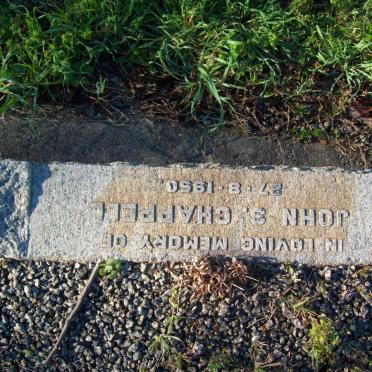 IN LOVING MEMORY OF
JOHN S. CHAPPELL
27-8-1950.